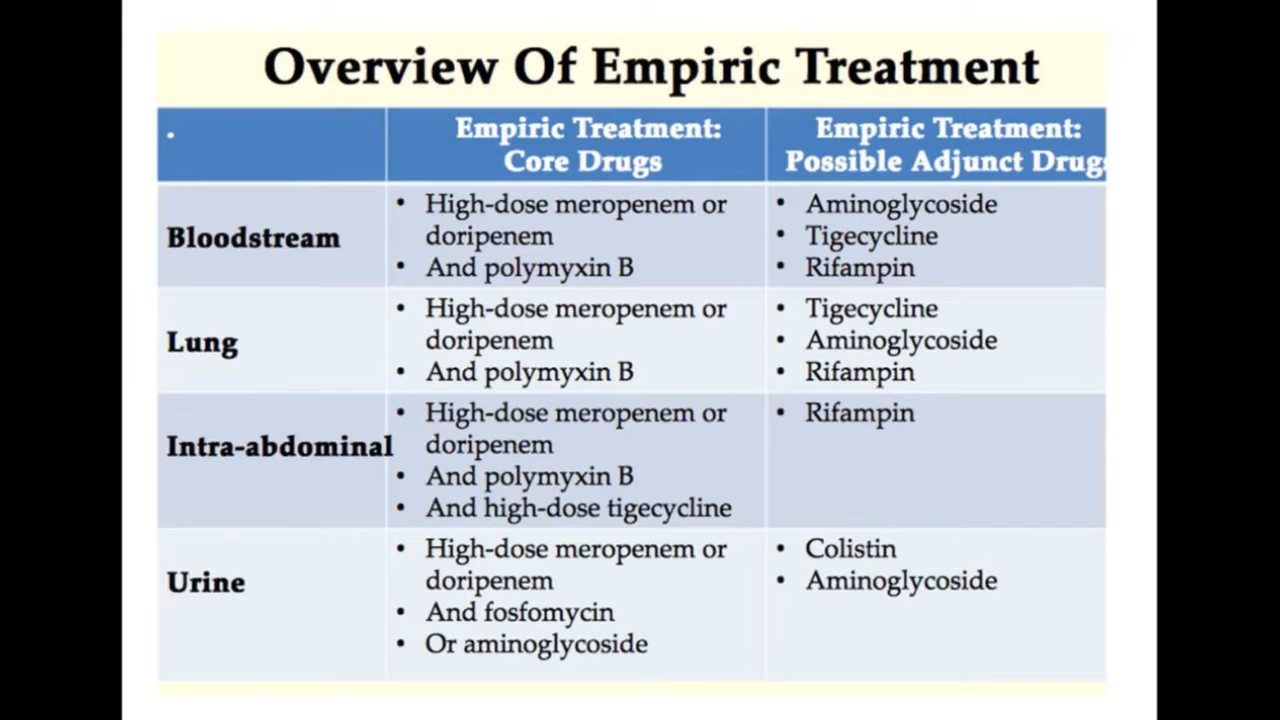 Overview Of Empiric Treatment
.
Empiric Treatment:
Core Drugs
Empiric Treatment:
Possible Adjunct Drugs
Bloodstream
• High-dose meropenem or
doripenem
• And polymyxin B
• Aminoglycoside
• Tigecycline
• Rifampin
Lung
• High-dose meropenem or
doripenem
• And polymyxin B
• Tigecycline
• Aminoglycoside
• Rifampin
Intra-abdominal
• High-dose meropenem or
doripenem
• And polymyxin B
• And high-dose tigecycline
• Rifampin
Urine
• High-dose meropenem or
doripenem
• And fosfomycin
• Or aminoglycoside
• Colistin
• Aminoglycoside